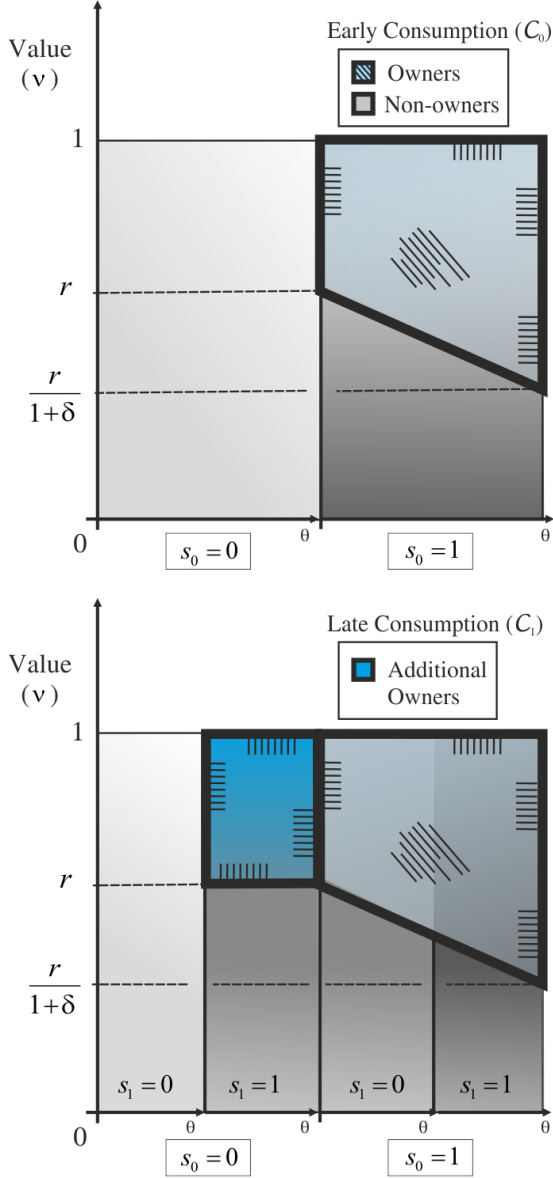 Early Consumption (C₀)
Value
(ν)
Owners
Non-owners
1
r
r
1+δ
0
θ
θ
s₀ = 0
s₀ = 1
Late Consumption (C₁)
Value
(ν)
Additional
Owners
1
r
r
1+δ
s₁ = 0
s₁ = 1
s₁ = 0
s₁ = 1
0
θ
θ
θ
θ
s₀ = 0
s₀ = 1